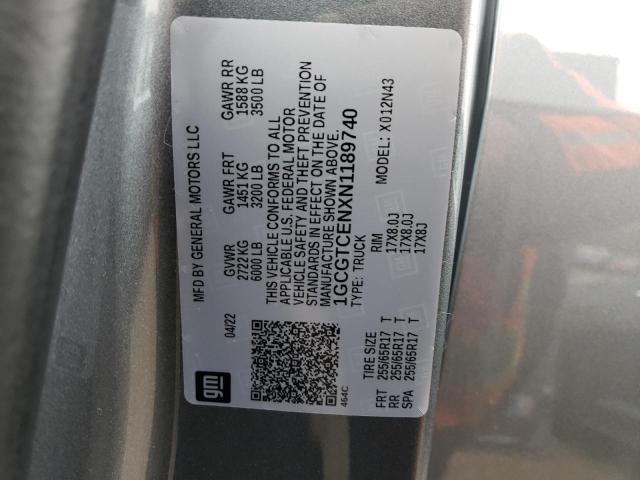 MFD BY GENERAL MOTORS LLC
04/22 GVWR GAWR FRT GAWR RR
2722 KG 1451 KG 1588 KG
6000 LB 3200 LB 3500 LB
THIS VEHICLE CONFORMS TO ALL
APPLICABLE U.S. FEDERAL MOTOR
VEHICLE SAFETY AND THEFT PREVENTION
STANDARDS IN EFFECT ON THE DATE OF
MANUFACTURE SHOWN ABOVE.
1GCGTCENXN1189740
TYPE: TRUCK MODEL: X012N43
gm
464C
TIRE SIZE RIM
FRT 255/65R17 T 17X8.0J
RR 255/65R17 T 17X8.0J
SPA 255/65R17 T 17X8J